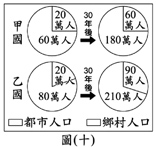 甲國
20萬人
60萬人
30年後
60萬人
180萬人
乙國
20萬人
80萬人
30年後
90萬人
210萬人
都市人口 鄉村人口
圖(十)